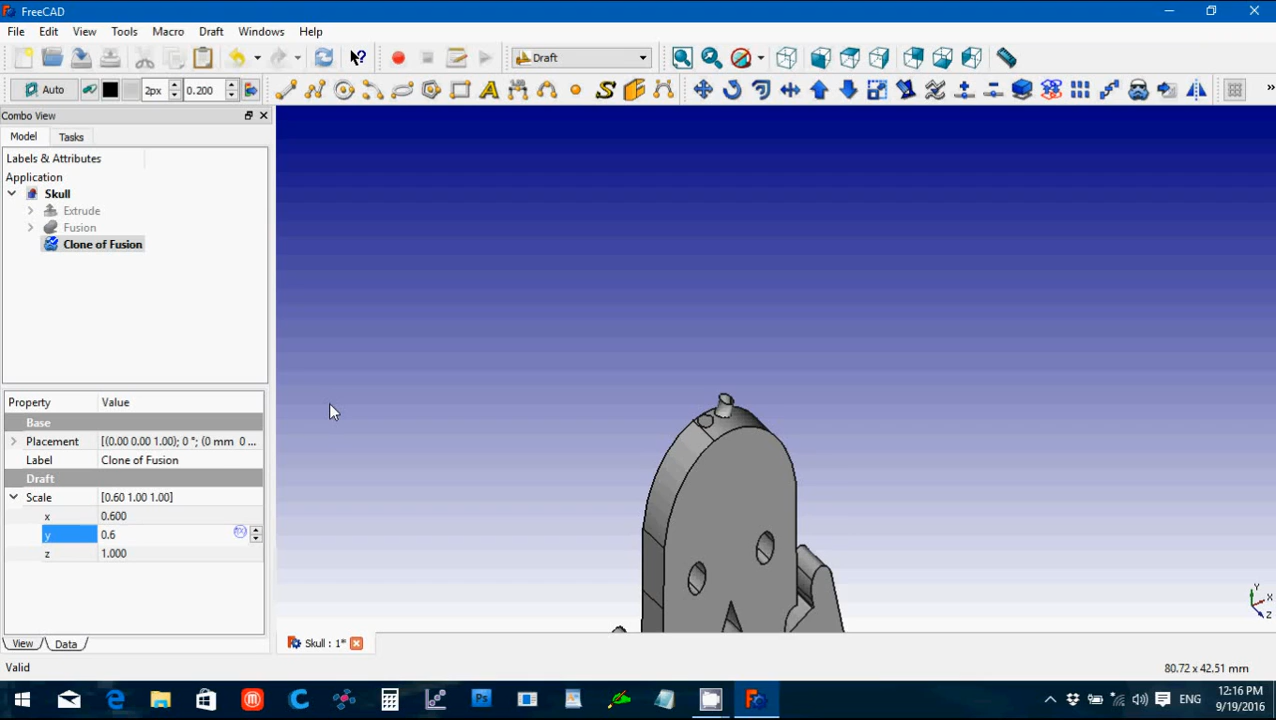 FreeCAD
File Edit View Tools Macro Draft Windows Help
Draft
Auto 2px 0.200 A S »
Combo View
Model Tasks
Labels & Attributes
Application
Skull
Extrude
Fusion
Clone of Fusion
Property Value
Base
Placement [(0.00 0.00 1.00); 0 °; (0 mm 0 ...
Label Clone of Fusion
Draft
Scale [0.60 1.00 1.00]
x 0.600
y 0.6
z 1.000
Y
X
Z
View Data
Skull : 1*
Valid 80.72 x 42.51 mm
ENG
12:16 PM
9/19/2016